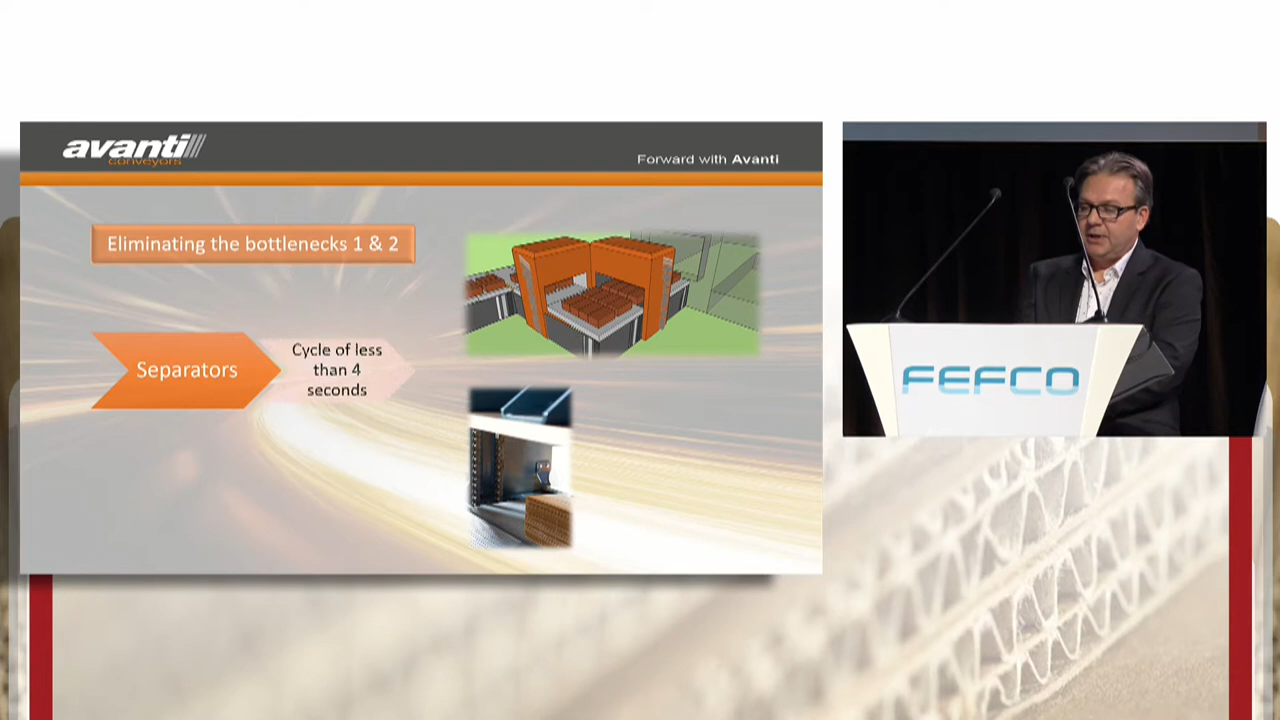 avanti
conveyors
Forward with Avanti
Eliminating the bottlenecks 1 & 2
Separators
Cycle of less
than 4
seconds
FEFCO